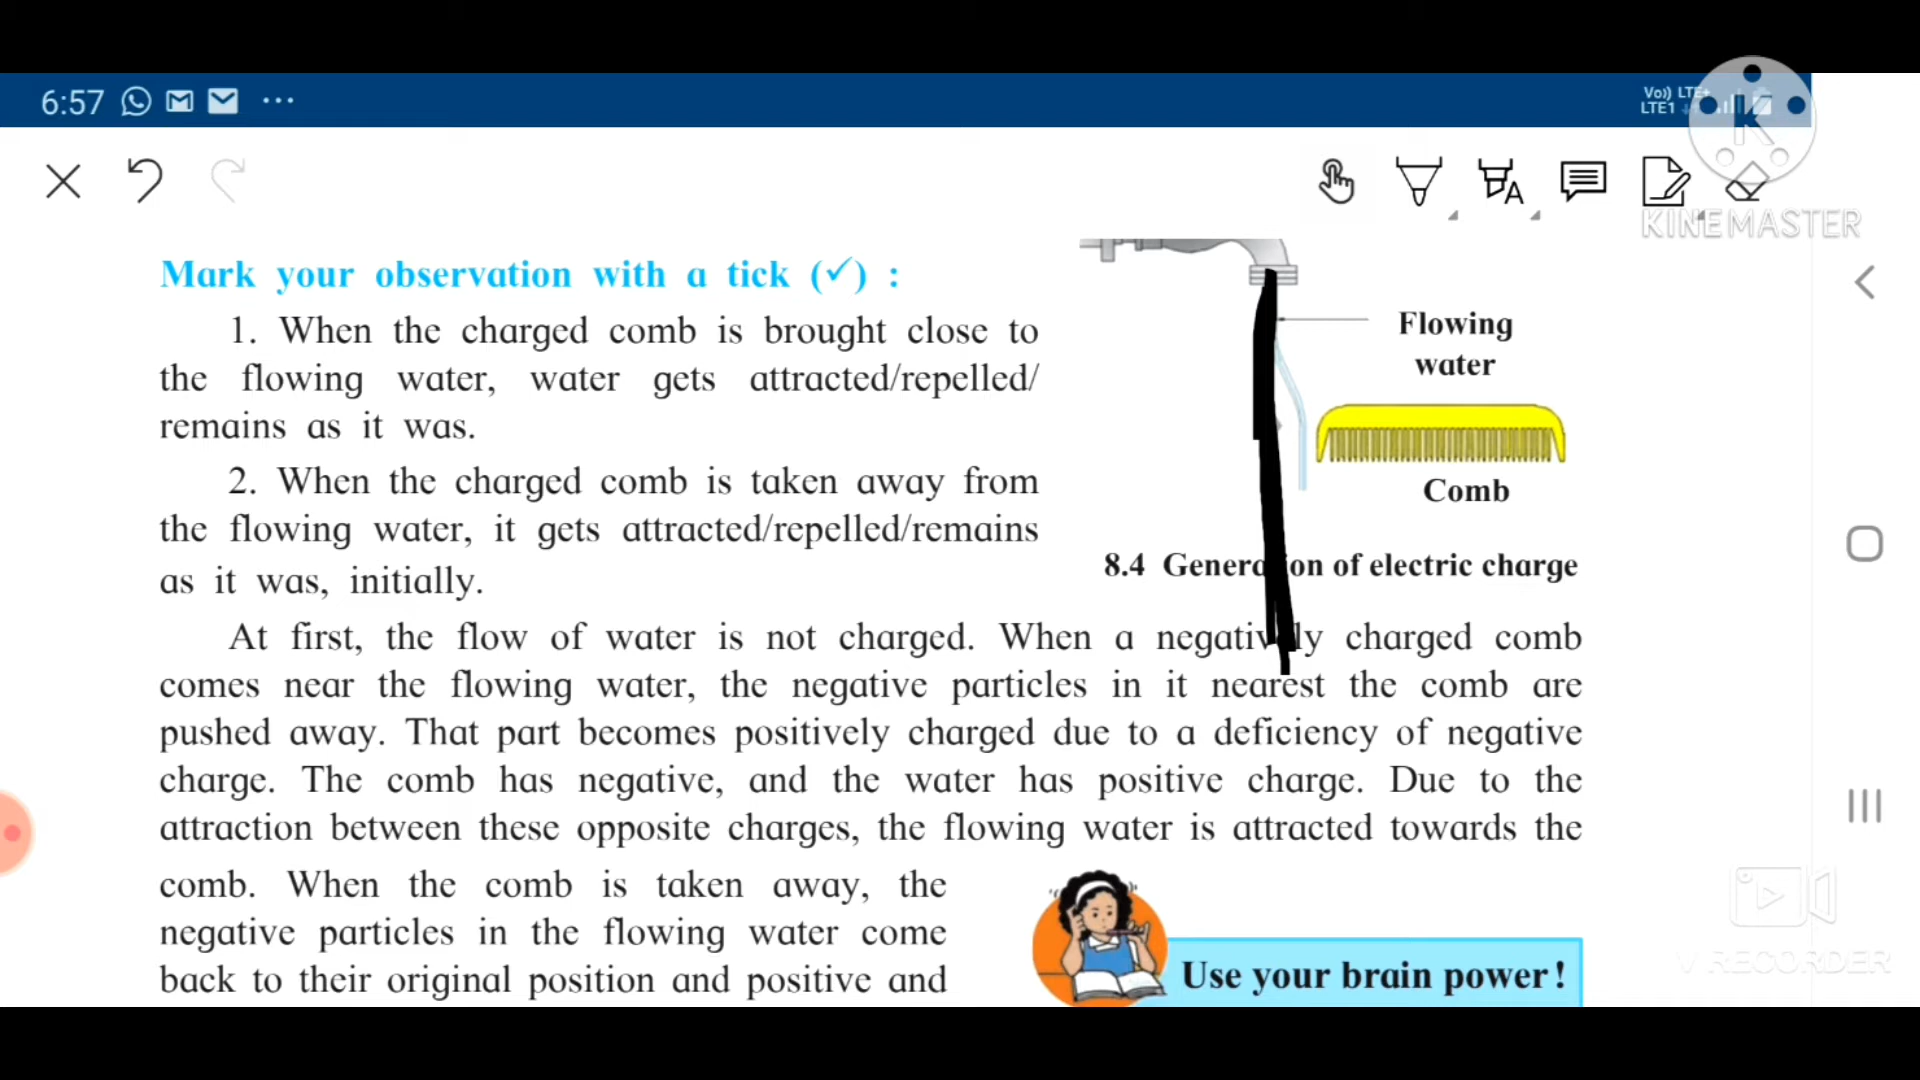 6:57
Vo)) LTE+
LTE1
KINEMASTER
Mark your observation with a tick (✓) :
1. When the charged comb is brought close to
the flowing water, water gets attracted/repelled/
remains as it was.
2. When the charged comb is taken away from
the flowing water, it gets attracted/repelled/remains
as it was, initially.
Flowing
water
Comb
8.4 Generation of electric charge
At first, the flow of water is not charged. When a negatively charged comb
comes near the flowing water, the negative particles in it nearest the comb are
pushed away. That part becomes positively charged due to a deficiency of negative
charge. The comb has negative, and the water has positive charge. Due to the
attraction between these opposite charges, the flowing water is attracted towards the
comb. When the comb is taken away, the
negative particles in the flowing water come
back to their original position and positive and
Use your brain power!
V RECORDER